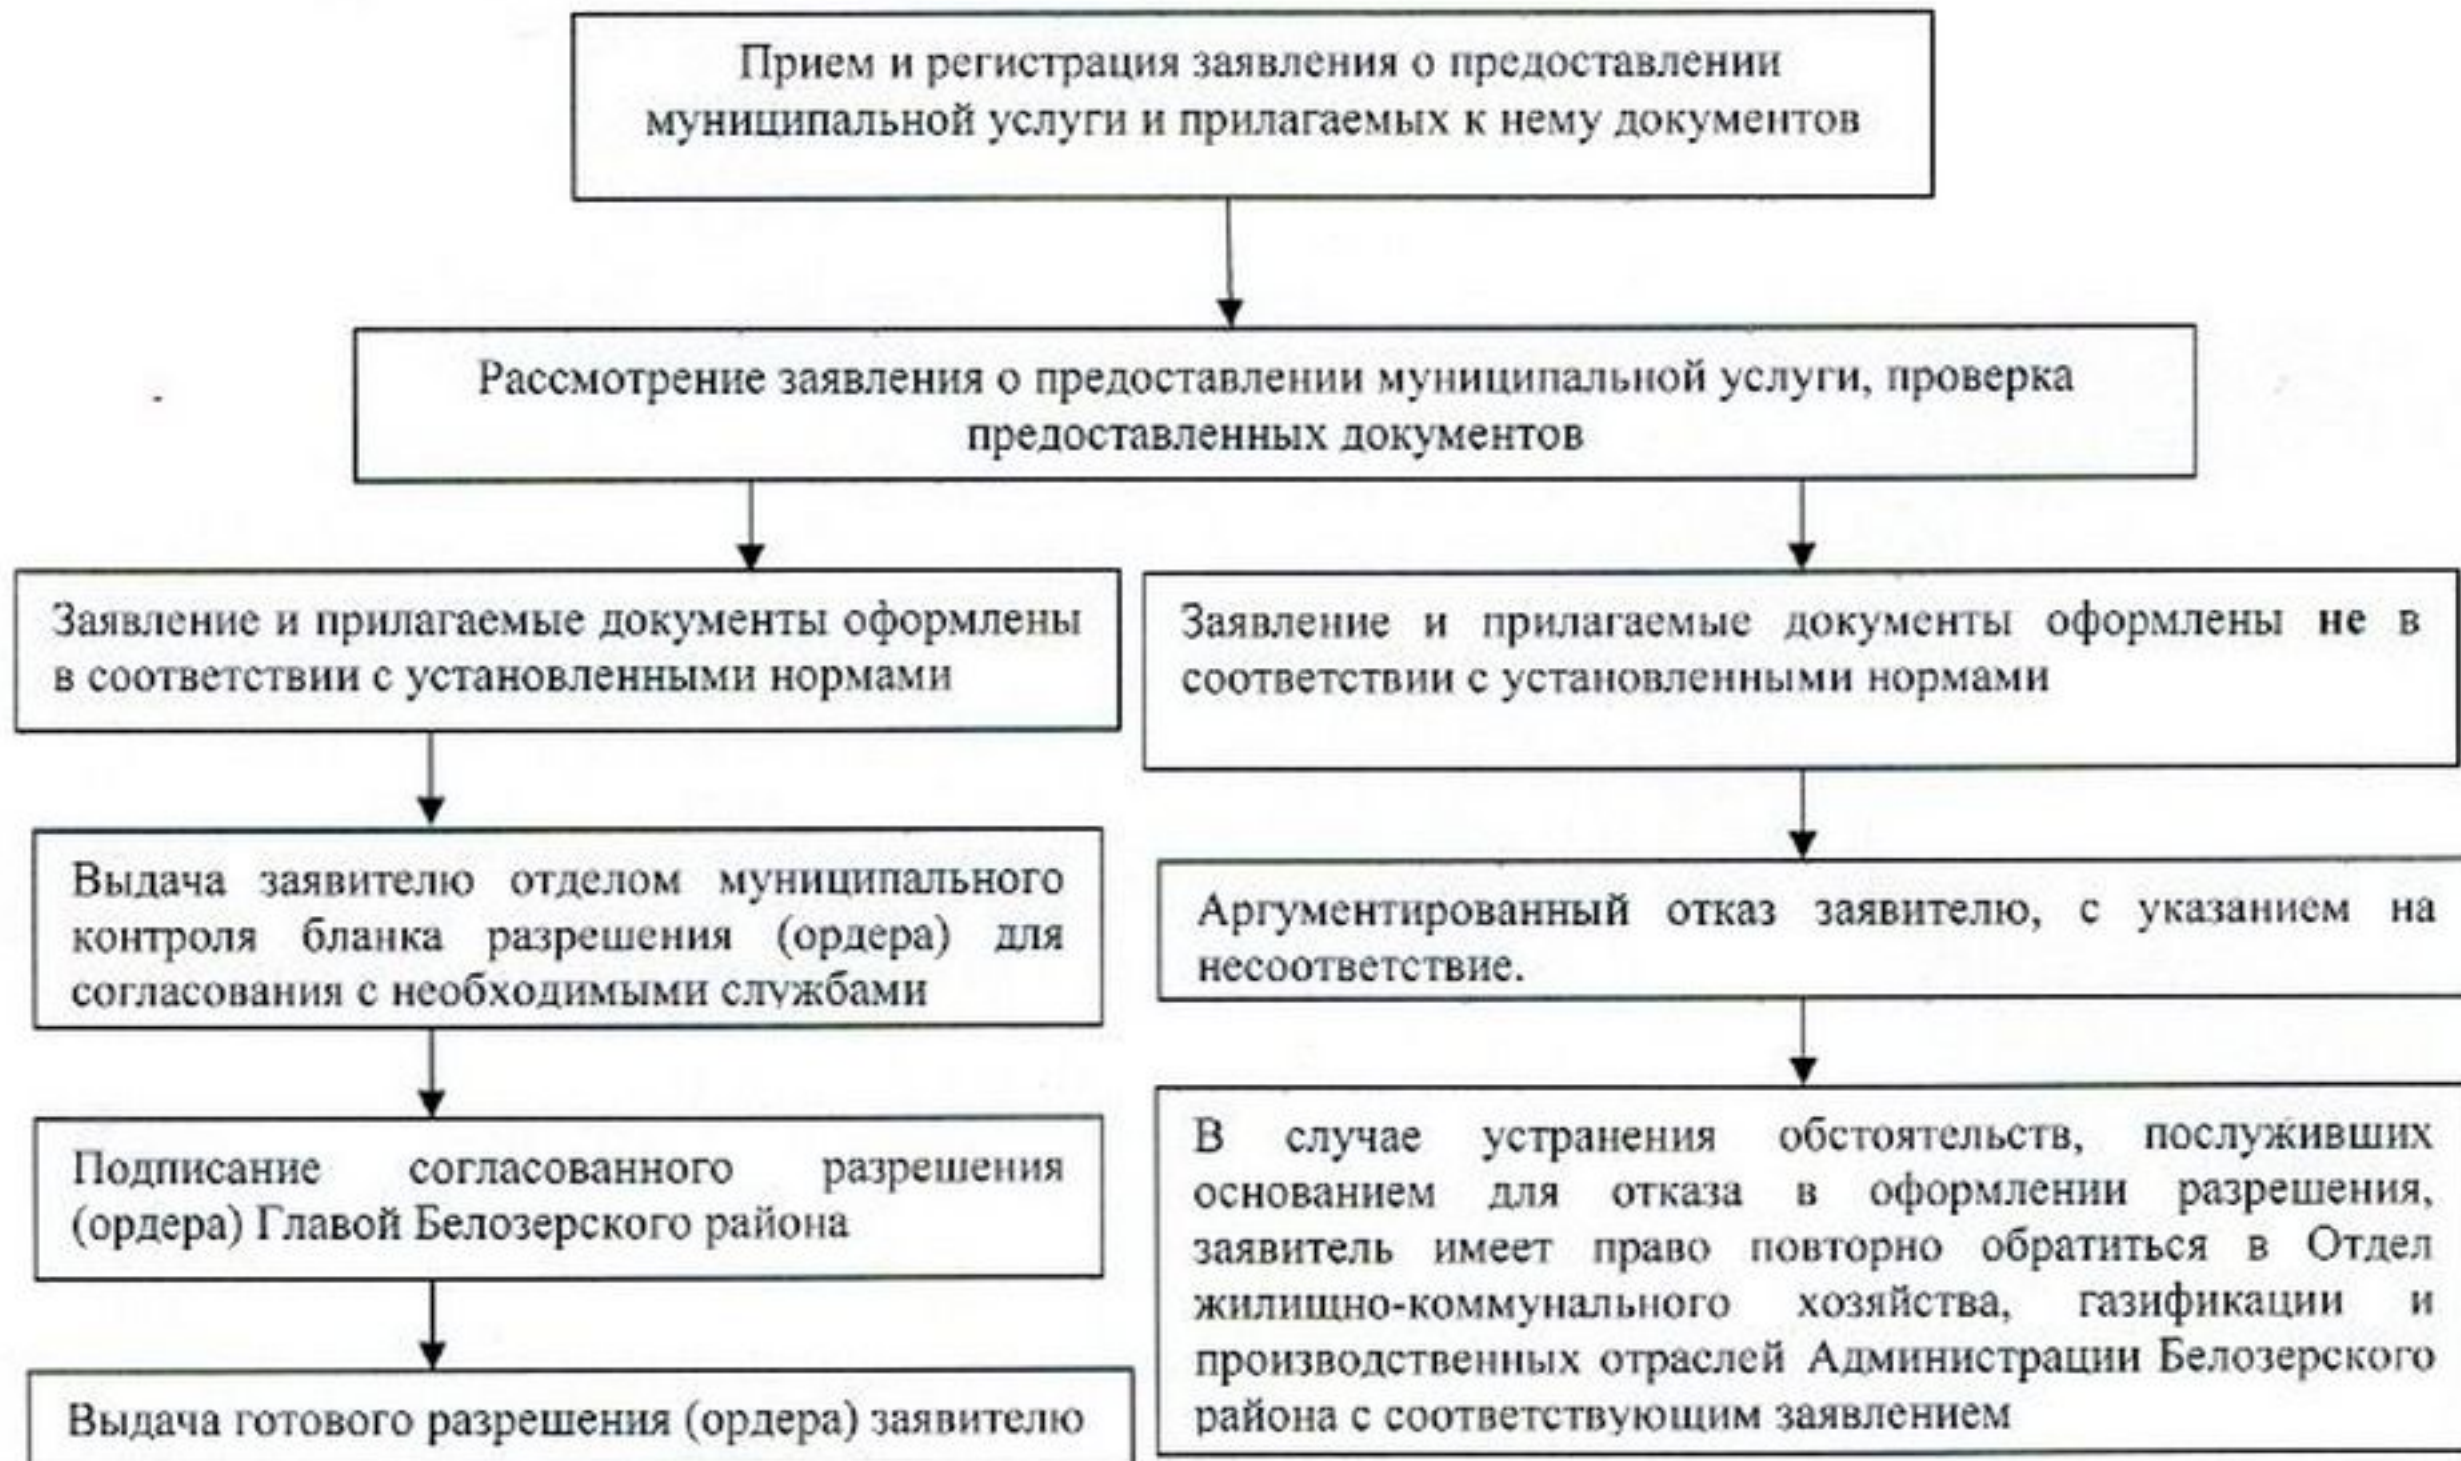 Прием и регистрация заявления о предоставлении
муниципальной услуги и прилагаемых к нему документов
Рассмотрение заявления о предоставлении муниципальной услуги, проверка
предоставленных документов
Заявление и прилагаемые документы оформлены
в соответствии с установленными нормами
Заявление и прилагаемые документы оформлены не в
соответствии с установленными нормами
Выдача заявителю отделом муниципального
контроля бланка разрешения (ордера) для
согласования с необходимыми службами
Аргументированный отказ заявителю, с указанием на
несоответствие.
Подписание согласованного разрешения
(ордера) Главой Белозерского района
В случае устранения обстоятельств, послуживших
основанием для отказа в оформлении разрешения,
заявитель имеет право повторно обратиться в Отдел
жилищно-коммунального хозяйства, газификации и
производственных отраслей Администрации Белозерского
района с соответствующим заявлением
Выдача готового разрешения (ордера) заявителю